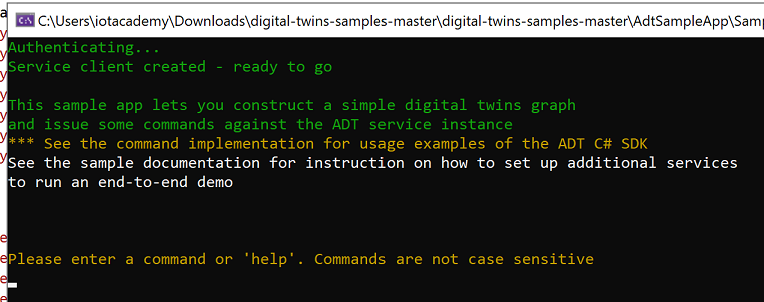 C:\Users\iotacademy\Downloads\digital-twins-samples-master\digital-twins-samples-master\AdtSampleApp\Sam
Authenticating...
Service client created - ready to go
This sample app lets you construct a simple digital twins graph
and issue some commands against the ADT service instance
*** See the command implementation for usage examples of the ADT C# SDK
See the sample documentation for instruction on how to set up additional services
to run an end-to-end demo
Please enter a command or 'help'. Commands are not case sensitive